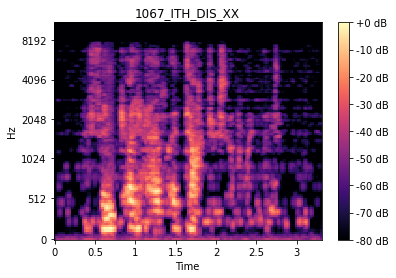 1067_ITH_DIS_XX
Hz
8192
4096
2048
1024
512
0
0 0.5 1 1.5 2 2.5 3
Time
+0 dB
-10 dB
-20 dB
-30 dB
-40 dB
-50 dB
-60 dB
-70 dB
-80 dB